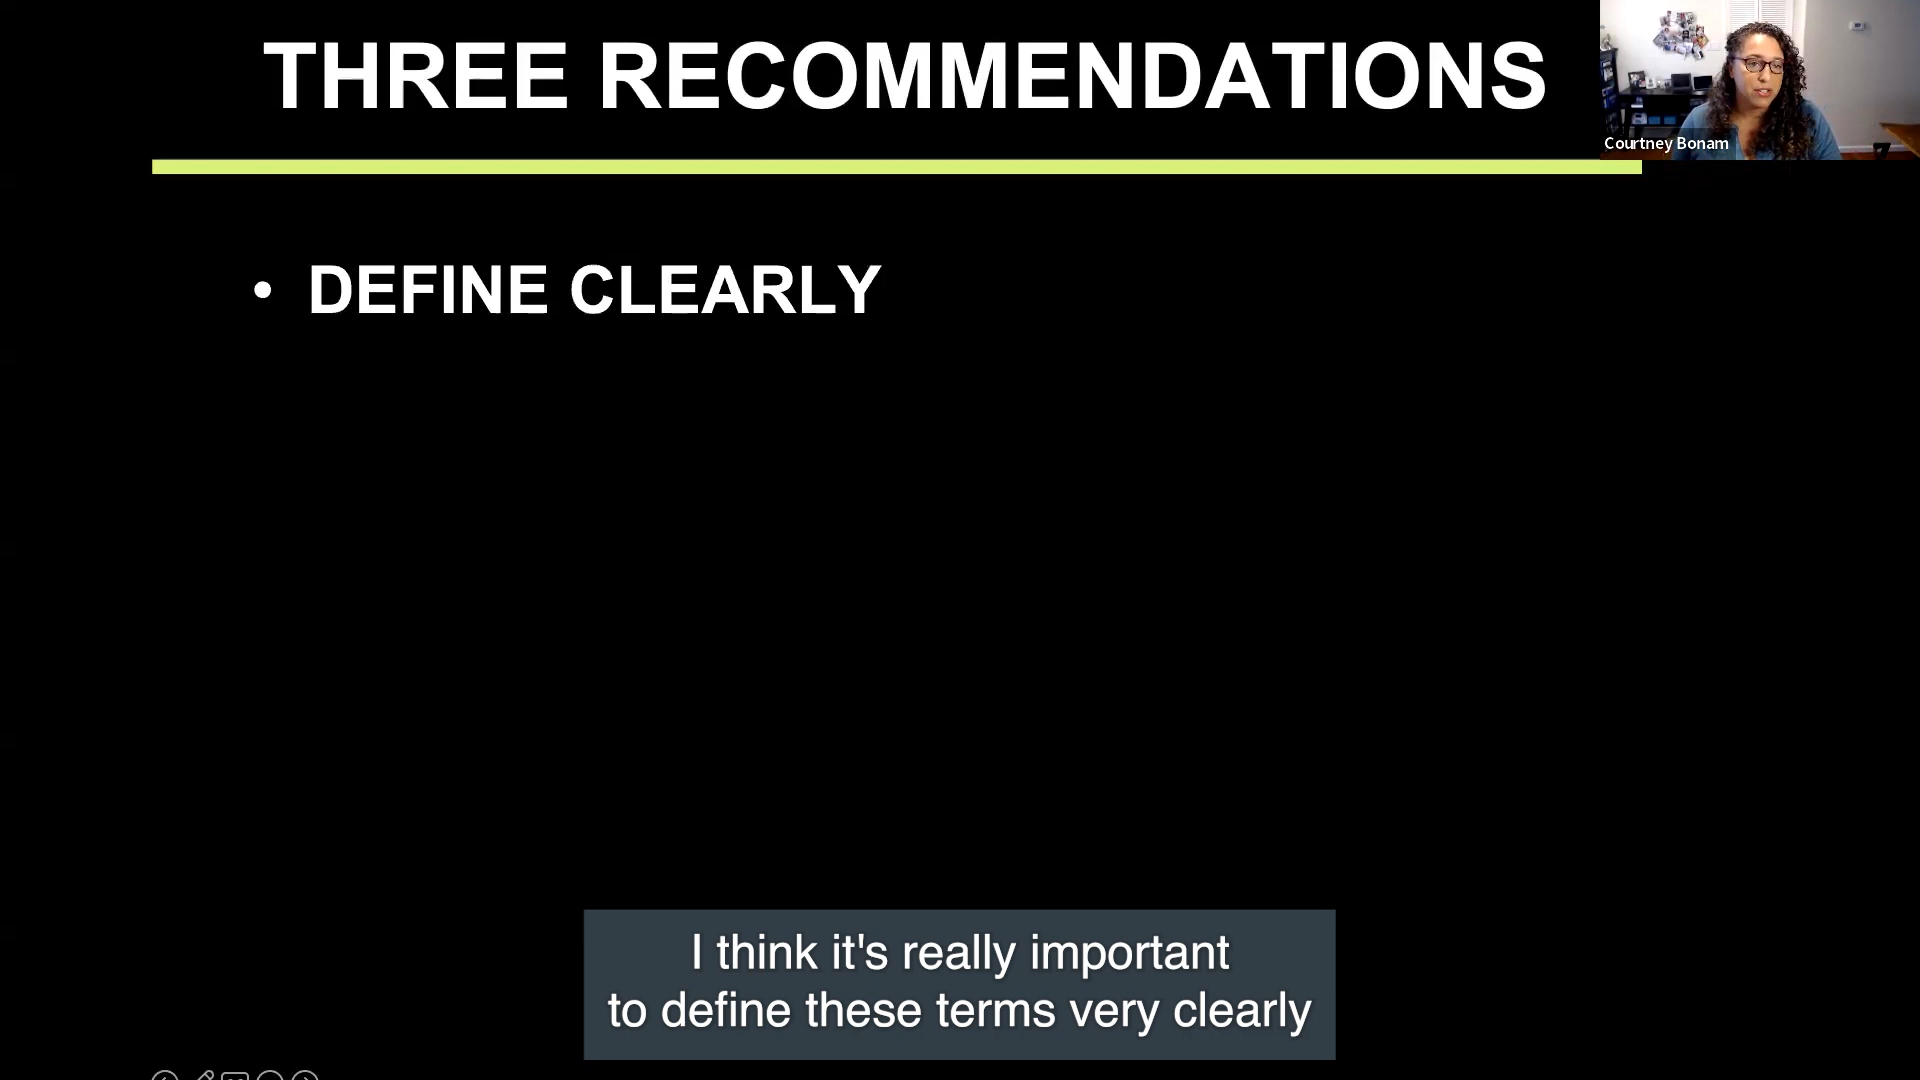 THREE RECOMMENDATIONS
Courtney Bonam
• DEFINE CLEARLY
I think it's really important
to define these terms very clearly